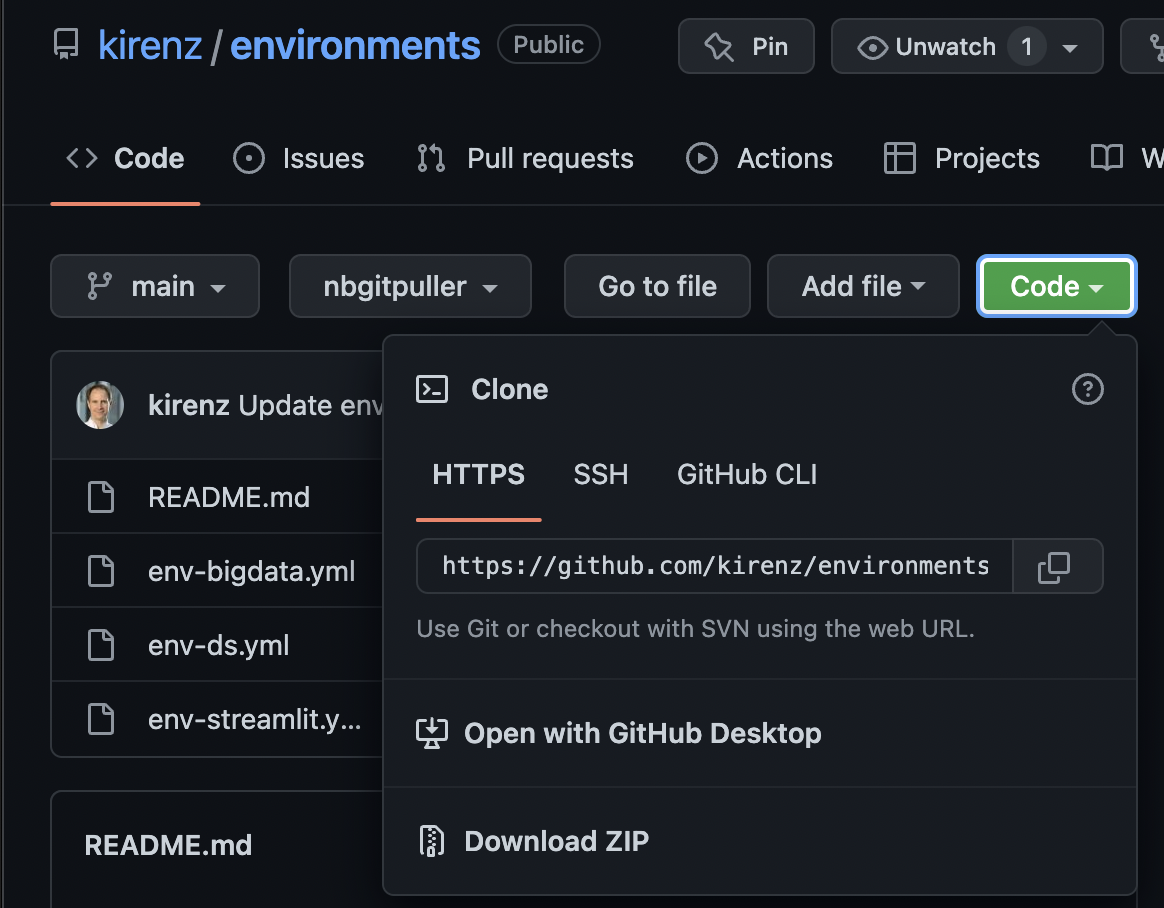 kirenz / environments Public Pin Unwatch 1
Code Issues Pull requests Actions Projects W
main nbgitpuller Go to file Add file Code
kirenz Update env
README.md
env-bigdata.yml
env-ds.yml
env-streamlit.y...
README.md
Clone
HTTPS SSH GitHub CLI
https://github.com/kirenz/environments
Use Git or checkout with SVN using the web URL.
Open with GitHub Desktop
Download ZIP